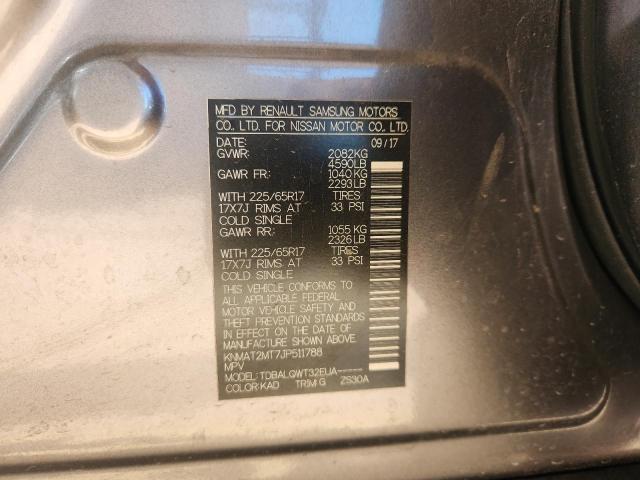 MFD BY RENAULT SAMSUNG MOTORS
CO., LTD. FOR NISSAN MOTOR CO., LTD.
DATE: 09/17
GVWR: 2082KG
4590LB
GAWR FR: 1040KG
2293LB
WITH 225/65R17 TIRES
17X7J RIMS AT 33 PSI
COLD SINGLE
GAWR RR: 1055 KG
2326 LB
WITH 225/65R17 TIRES
17X7J RIMS AT 33 PSI
COLD SINGLE
THIS VEHICLE CONFORMS TO
ALL APPLICABLE FEDERAL
MOTOR VEHICLE SAFETY AND
THEFT PREVENTION STANDARDS
IN EFFECT ON THE DATE OF
MANUFACTURE SHOWN ABOVE.
KNMAT2MT7JP511788
MPV
MODEL: TDBALQWT32EUA-----
COLOR: KAD TRIM: G ZS30A